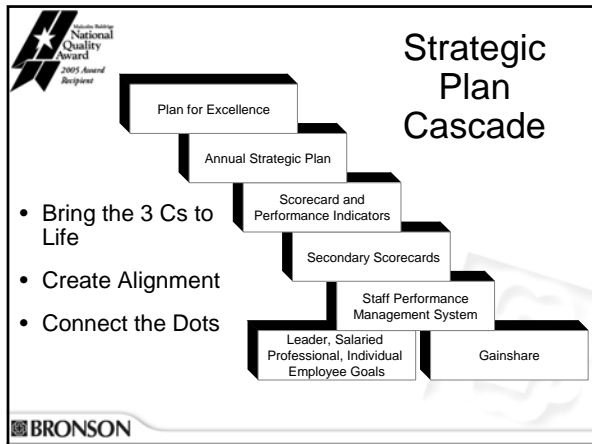 Malcolm Baldrige
National
Quality
Award
2005 Award
Recipient
Strategic
Plan
Cascade
Plan for Excellence
Annual Strategic Plan
Scorecard and
Performance Indicators
Secondary Scorecards
Staff Performance
Management System
Leader, Salaried
Professional, Individual
Employee Goals
Gainshare
• Bring the 3 Cs to
Life
• Create Alignment
• Connect the Dots
BRONSON